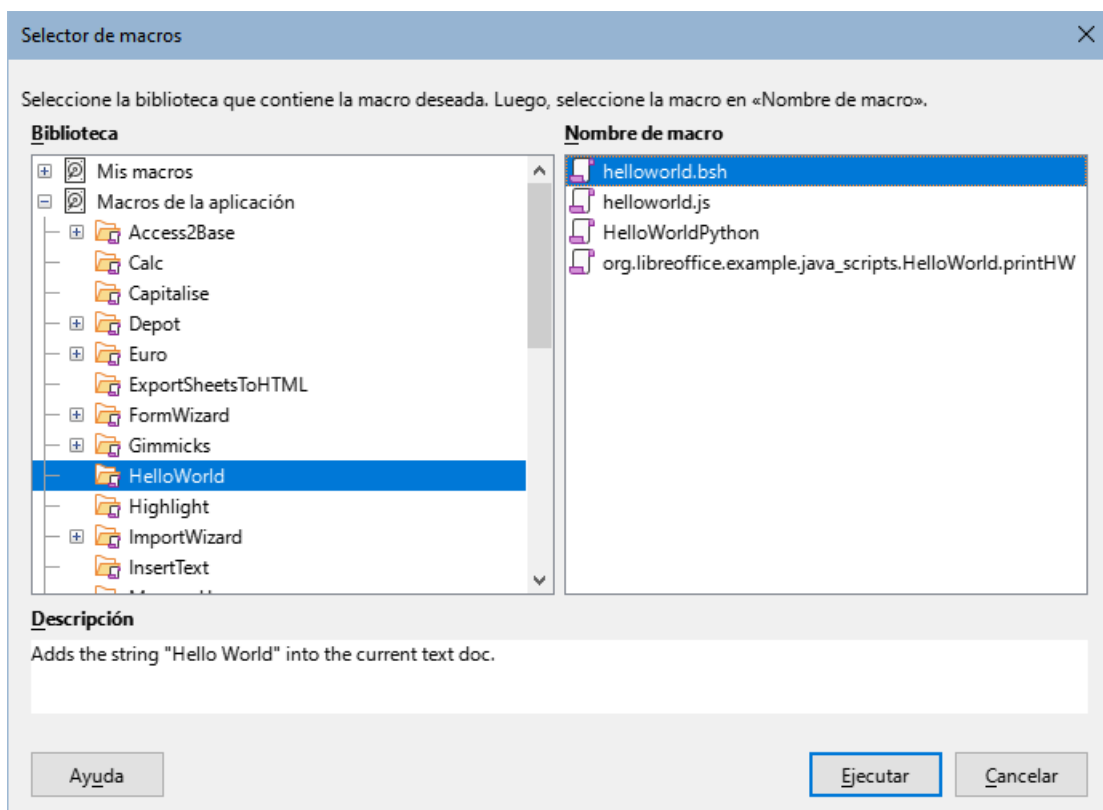 Selector de macros
Seleccione la biblioteca que contiene la macro deseada. Luego, seleccione la macro en «Nombre de macro».
Biblioteca
Mis macros
Macros de la aplicación
Access2Base
Calc
Capitalise
Depot
Euro
ExportSheetsToHTML
FormWizard
Gimmicks
HelloWorld
Highlight
ImportWizard
InsertText
Nombre de macro
helloworld.bsh
helloworld.js
HelloWorldPython
org.libreoffice.example.java_scripts.HelloWorld.printHW
Descripción
Adds the string "Hello World" into the current text doc.
Ayuda
Ejecutar
Cancelar